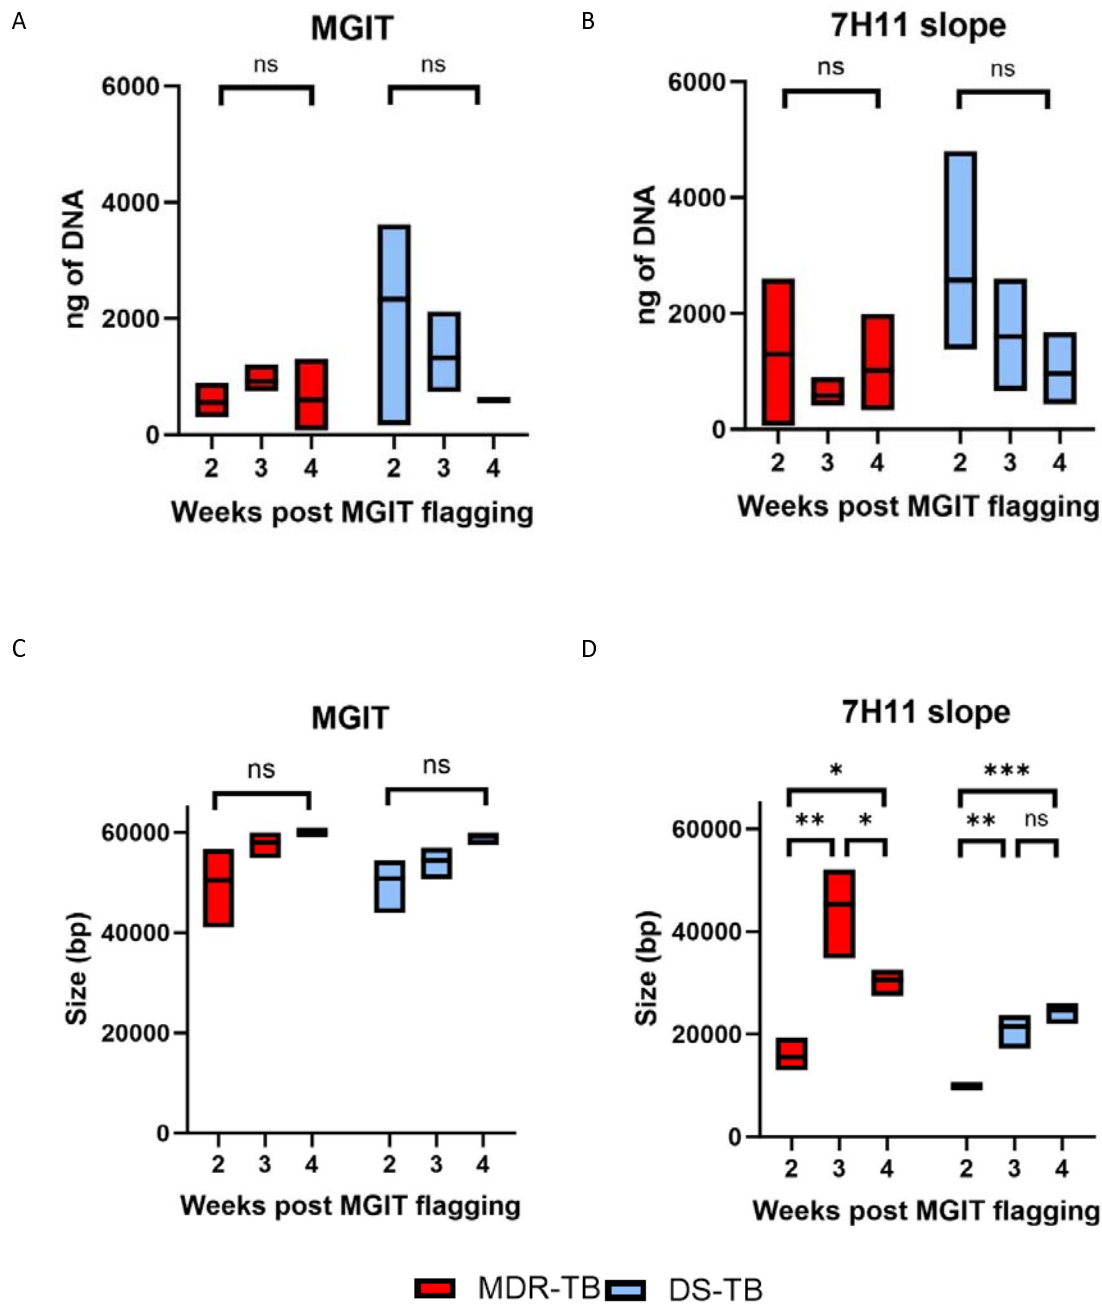 A
MGIT
ns ns
6000
4000
2000
0
ng of DNA
2 3 4 2 3 4
Weeks post MGIT flagging
B
7H11 slope
ns ns
6000
4000
2000
0
ng of DNA
2 3 4 2 3 4
Weeks post MGIT flagging
C
MGIT
ns ns
60000
40000
20000
0
Size (bp)
2 3 4 2 3 4
Weeks post MGIT flagging
D
7H11 slope
* ***
** * ** ns
60000
40000
20000
0
Size (bp)
2 3 4 2 3 4
Weeks post MGIT flagging
MDR-TB DS-TB